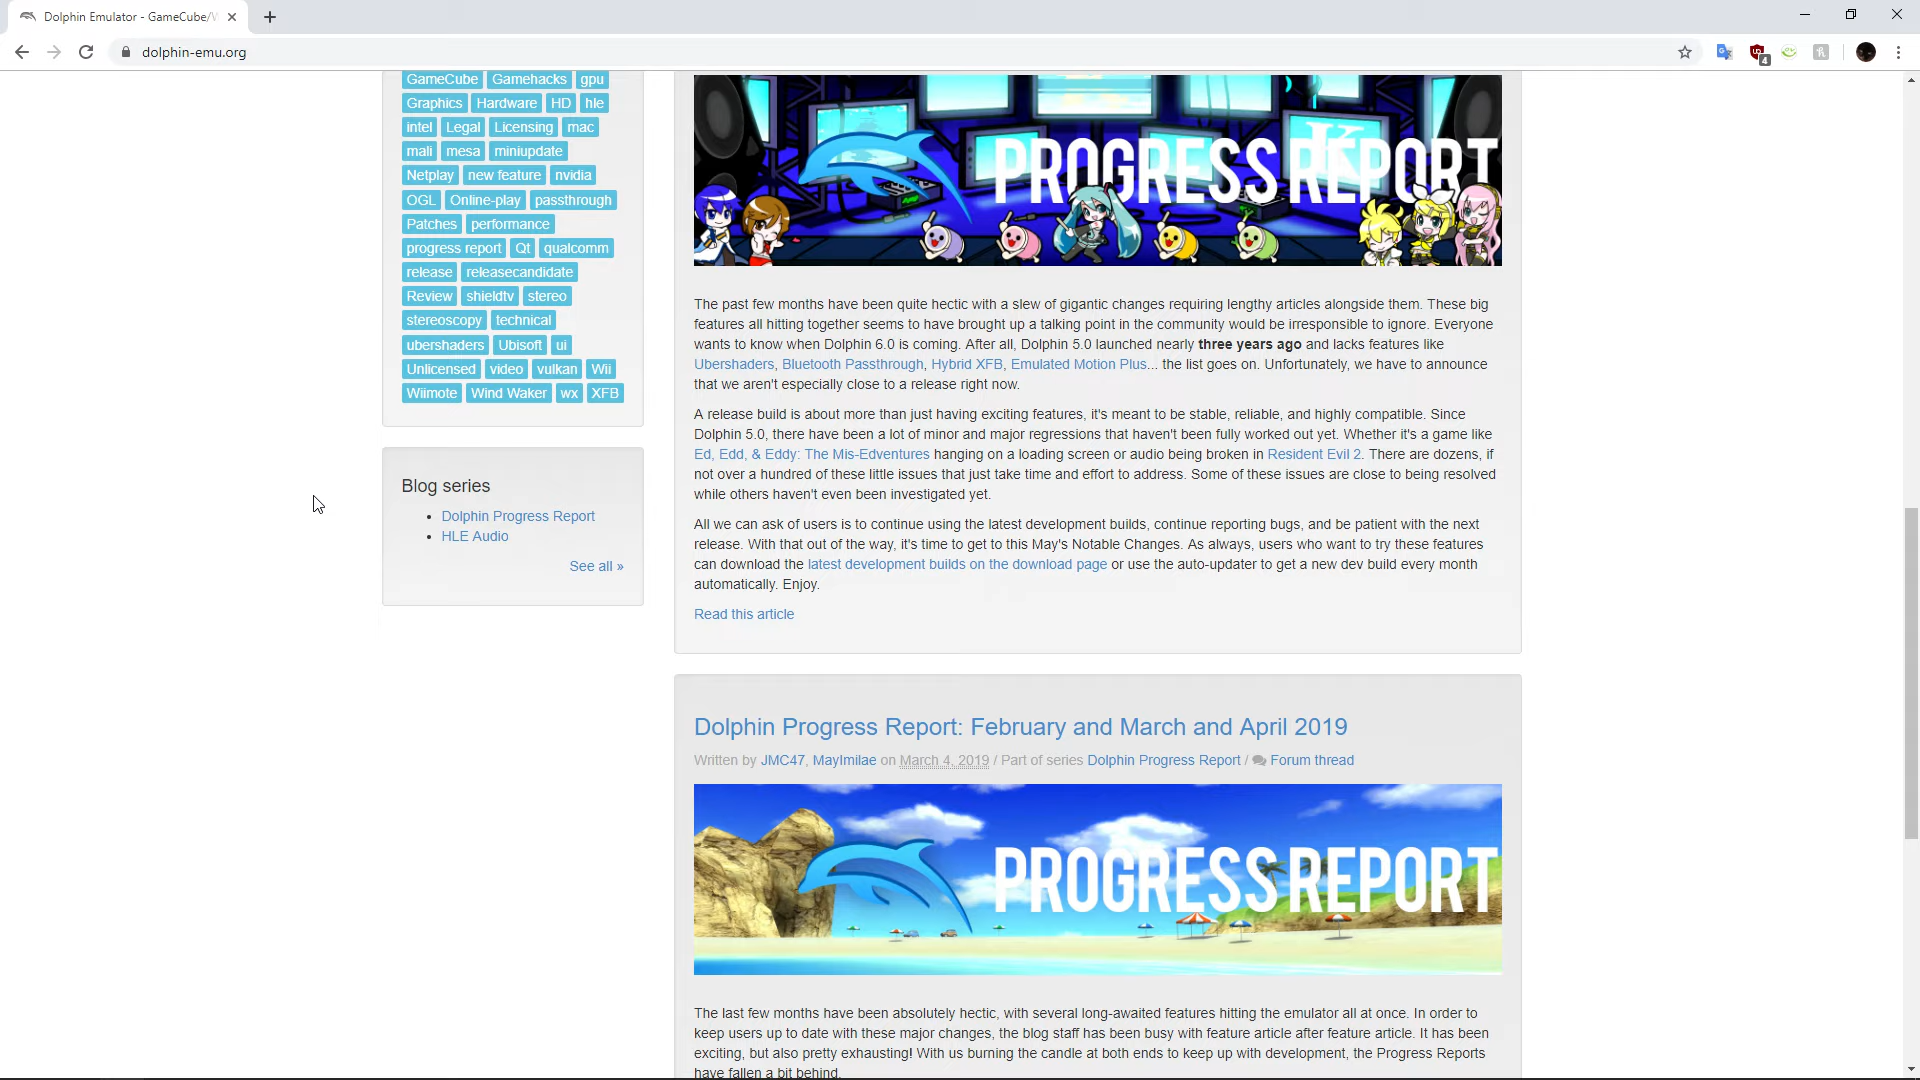 Dolphin Emulator - GameCube/W
dolphin-emu.org
4
GameCube Gamehacks gpu
Graphics Hardware HD hle
intel Legal Licensing mac
mali mesa miniupdate
Netplay new feature nvidia
OGL Online-play passthrough
Patches performance
progress report Qt qualcomm
release releasecandidate
Review shieldtv stereo
stereoscopy technical
ubershaders Ubisoft ui
Unlicensed video vulkan Wii
Wiimote Wind Waker wx XFB
Blog series
• Dolphin Progress Report
• HLE Audio
See all »
PROGRESS REPORT
The past few months have been quite hectic with a slew of gigantic changes requiring lengthy articles alongside them. These big
features all hitting together seems to have brought up a talking point in the community would be irresponsible to ignore. Everyone
wants to know when Dolphin 6.0 is coming. After all, Dolphin 5.0 launched nearly three years ago and lacks features like
Ubershaders, Bluetooth Passthrough, Hybrid XFB, Emulated Motion Plus... the list goes on. Unfortunately, we have to announce
that we aren't especially close to a release right now.
A release build is about more than just having exciting features, it's meant to be stable, reliable, and highly compatible. Since
Dolphin 5.0, there have been a lot of minor and major regressions that haven't been fully worked out yet. Whether it's a game like
Ed, Edd, & Eddy: The Mis-Edventures hanging on a loading screen or audio being broken in Resident Evil 2. There are dozens, if
not over a hundred of these little issues that just take time and effort to address. Some of these issues are close to being resolved
while others haven't even been investigated yet.
All we can ask of users is to continue using the latest development builds, continue reporting bugs, and be patient with the next
release. With that out of the way, it's time to get to this May's Notable Changes. As always, users who want to try these features
can download the latest development builds on the download page or use the auto-updater to get a new dev build every month
automatically. Enjoy.
Read this article
Dolphin Progress Report: February and March and April 2019
Written by JMC47, MayImilae on March 4, 2019 / Part of series Dolphin Progress Report / Forum thread
PROGRESS REPORT
The last few months have been absolutely hectic, with several long-awaited features hitting the emulator all at once. In order to
keep users up to date with these major changes, the blog staff has been busy with feature article after feature article. It has been
exciting, but also pretty exhausting! With us burning the candle at both ends to keep up with development, the Progress Reports
have fallen a bit behind.